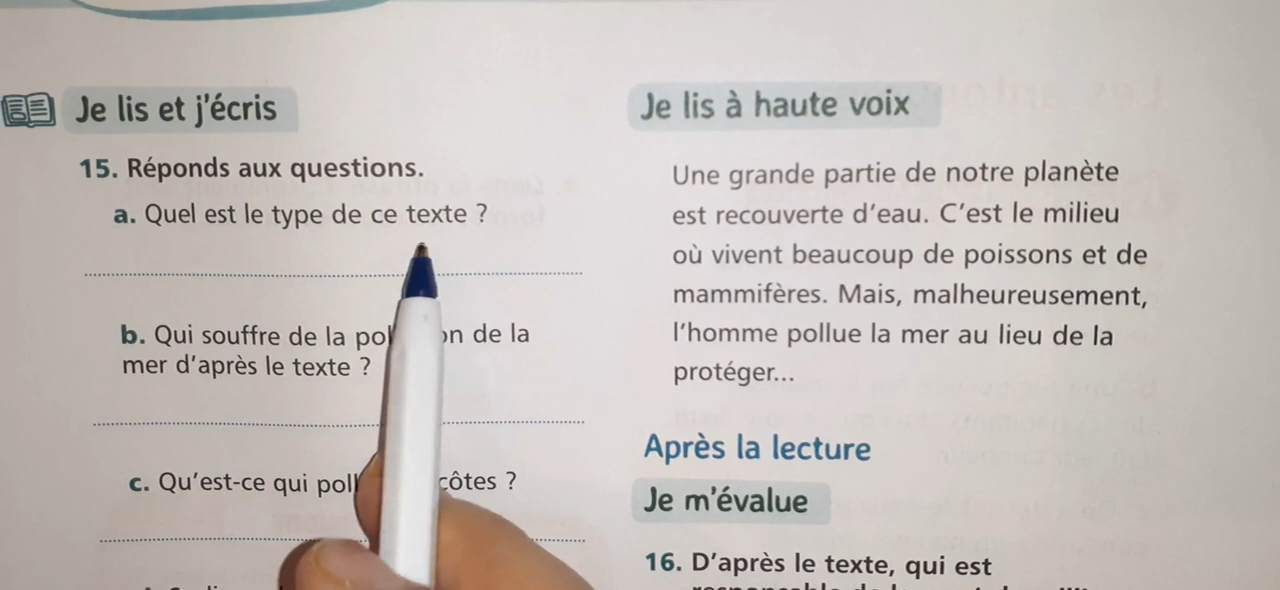 Je lis et j'écris
15. Réponds aux questions.
a. Quel est le type de ce texte ?
b. Qui souffre de la de la
mer d'après le texte ?
c. Qu'est-ce qui côtes ?
Je lis à haute voix
Une grande partie de notre planète
est recouverte d'eau. C'est le milieu
où vivent beaucoup de poissons et de
mammifères. Mais, malheureusement,
l'homme pollue la mer au lieu de la
protéger...
Après la lecture
Je m'évalue
16. D'après le texte, qui est